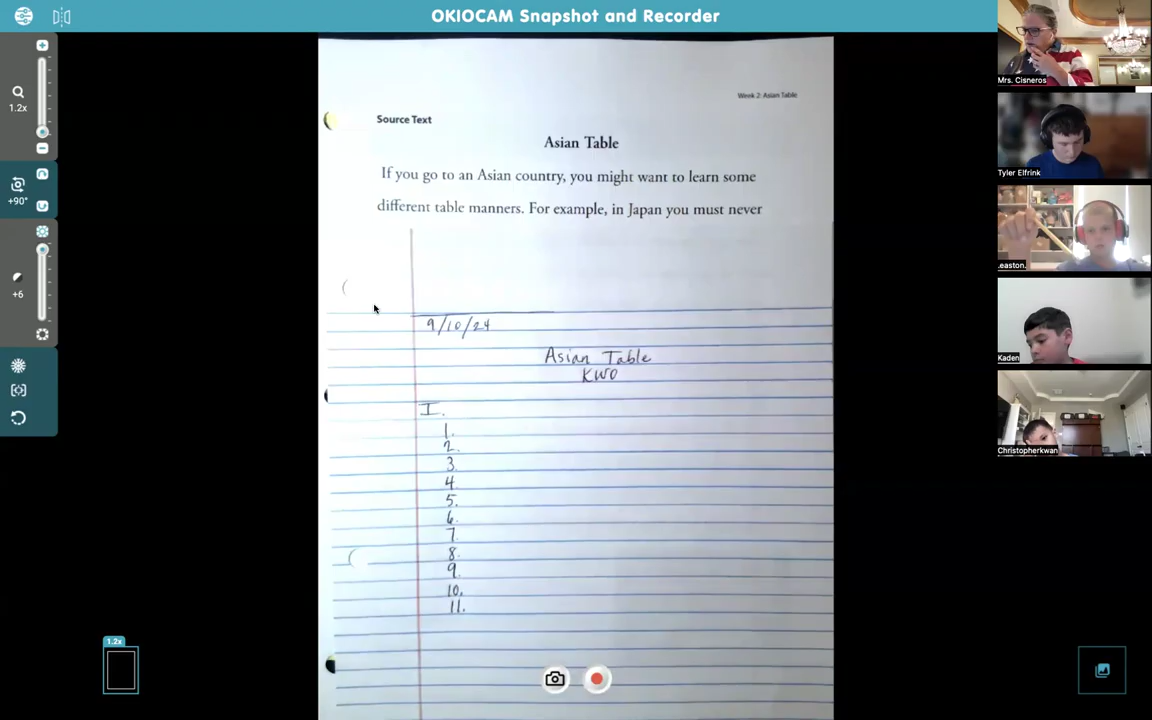 OKIOCAM Snapshot and Recorder
1.2x
+90°
+6
1.2x
Week 2: Asian Table
Source Text
Asian Table
If you go to an Asian country, you might want to learn some
different table manners. For example, in Japan you must never
9/10/24
Asian Table
KWO
I.
1.
2.
3.
4.
5.
6.
7.
8.
9.
10.
11.
Mrs. Cisneros
Tyler Elfrink
easton.
Kaden
Christopherkwan